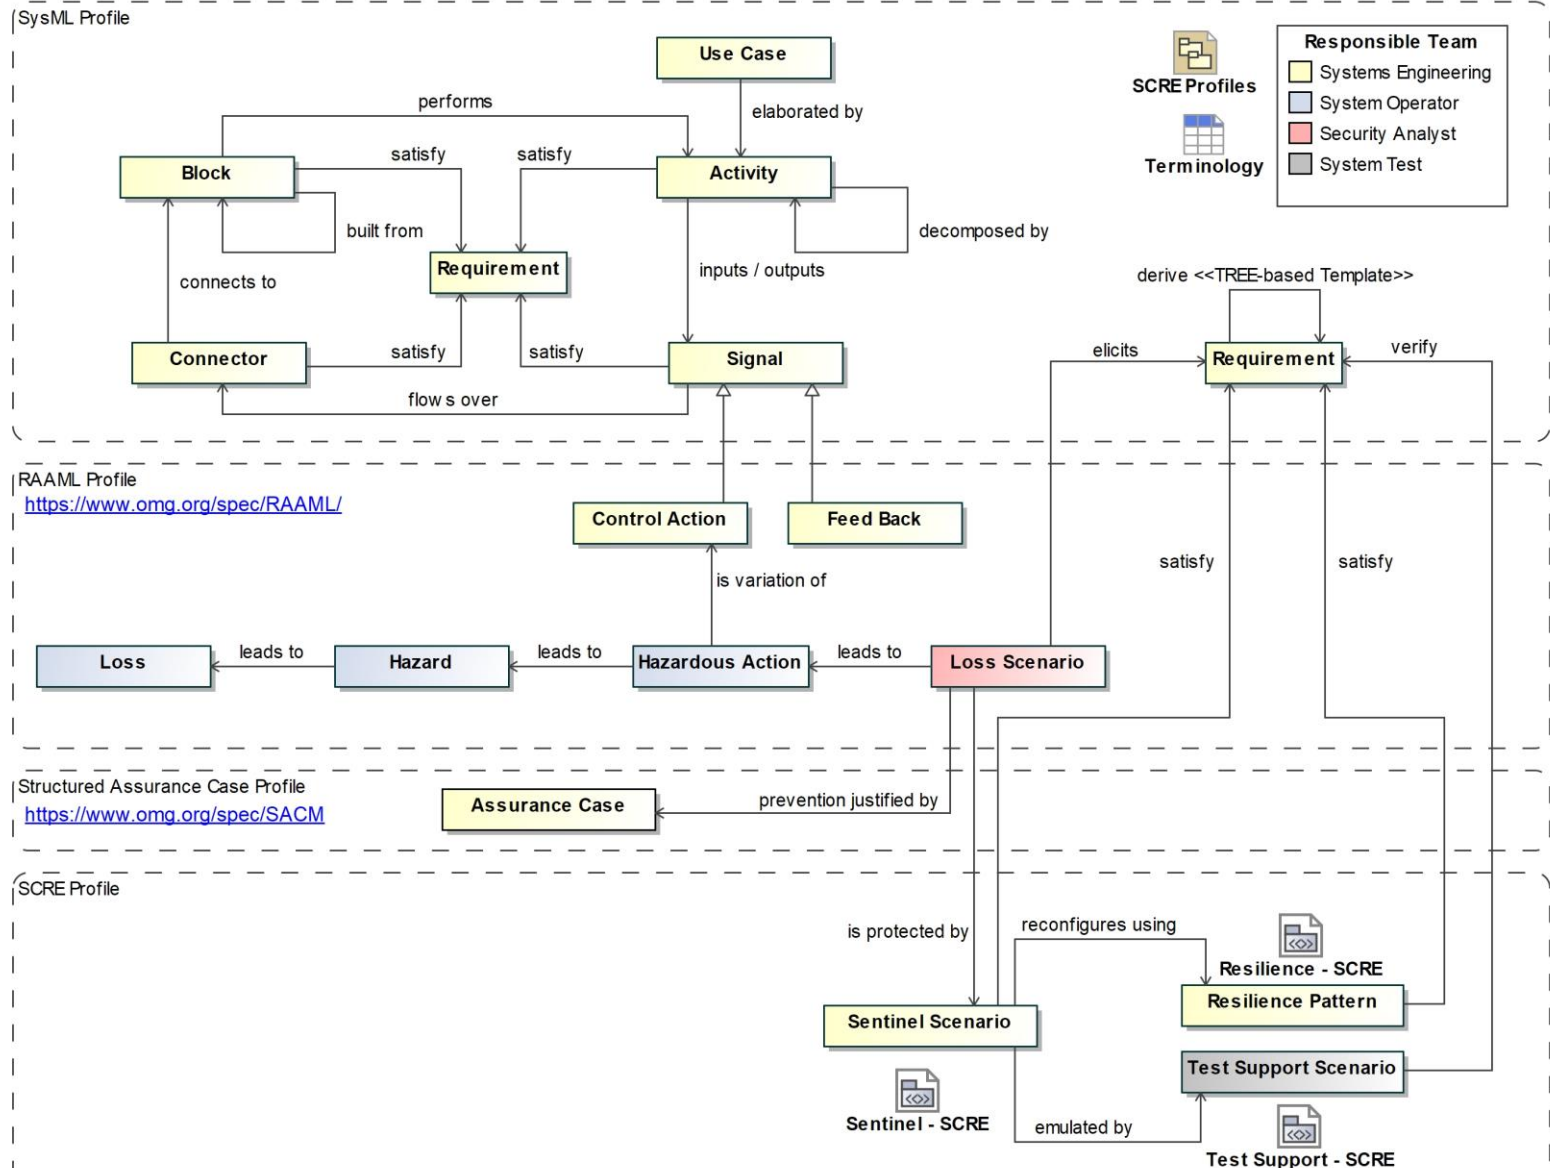 SysML Profile
Use Case
SCRE Profiles
Responsible Team
Systems Engineering
System Operator
Security Analyst
System Test
Terminology
performs
elaborated by
Block
satisfy
satisfy
Activity
built from
decomposed by
Requirement
connects to
inputs / outputs
derive <<TREE-based Template>>
Connector
satisfy
satisfy
Signal
elicits
Requirement
verify
flows over
RAAML Profile
https://www.omg.org/spec/RAAML/
Control Action
Feed Back
is variation of
satisfy
satisfy
Loss
leads to
Hazard
leads to
Hazardous Action
leads to
Loss Scenario
Structured Assurance Case Profile
https://www.omg.org/spec/SACM
Assurance Case
prevention justified by
SCRE Profile
is protected by
reconfigures using
Resilience - SCRE
Resilience Pattern
Sentinel Scenario
Test Support Scenario
Sentinel - SCRE
emulated by
Test Support - SCRE